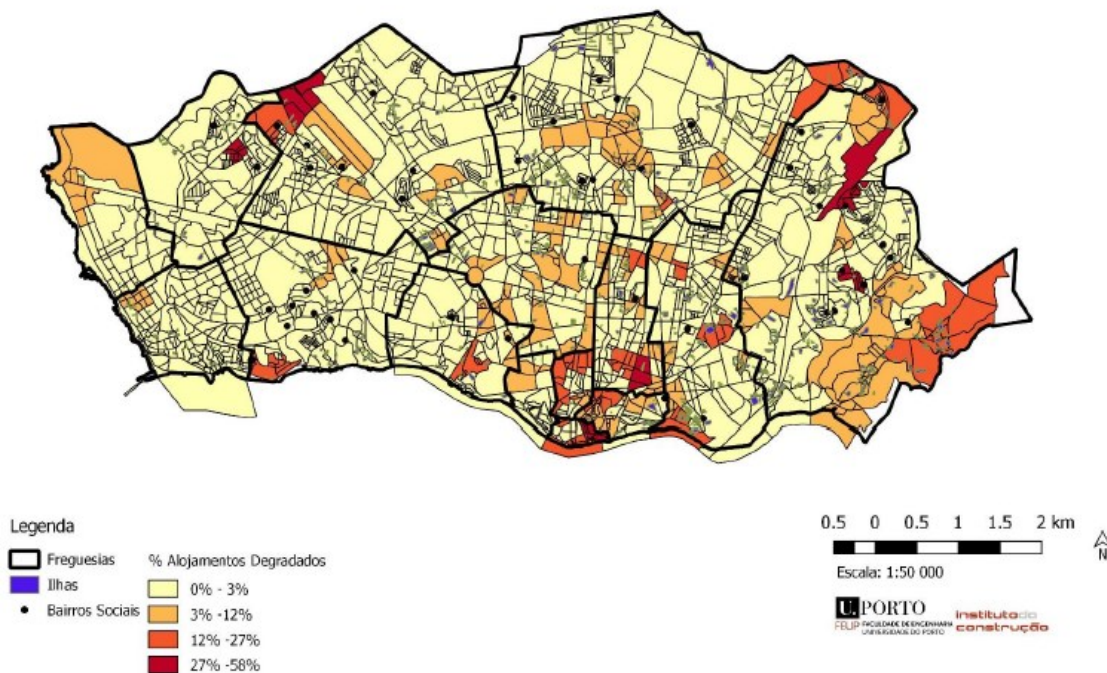 Legenda
Freguesias
Ilhas
Bairros Sociais
% Alojamentos Degradados
0% - 3%
3% -12%
12% -27%
27% -58%
0.5 0 0.5 1 1.5 2 km
Escala: 1:50 000
N
U. PORTO
FEUP FACULDADE DE ENGENHARIA
UNIVERSIDADE DO PORTO
instituto da
construção